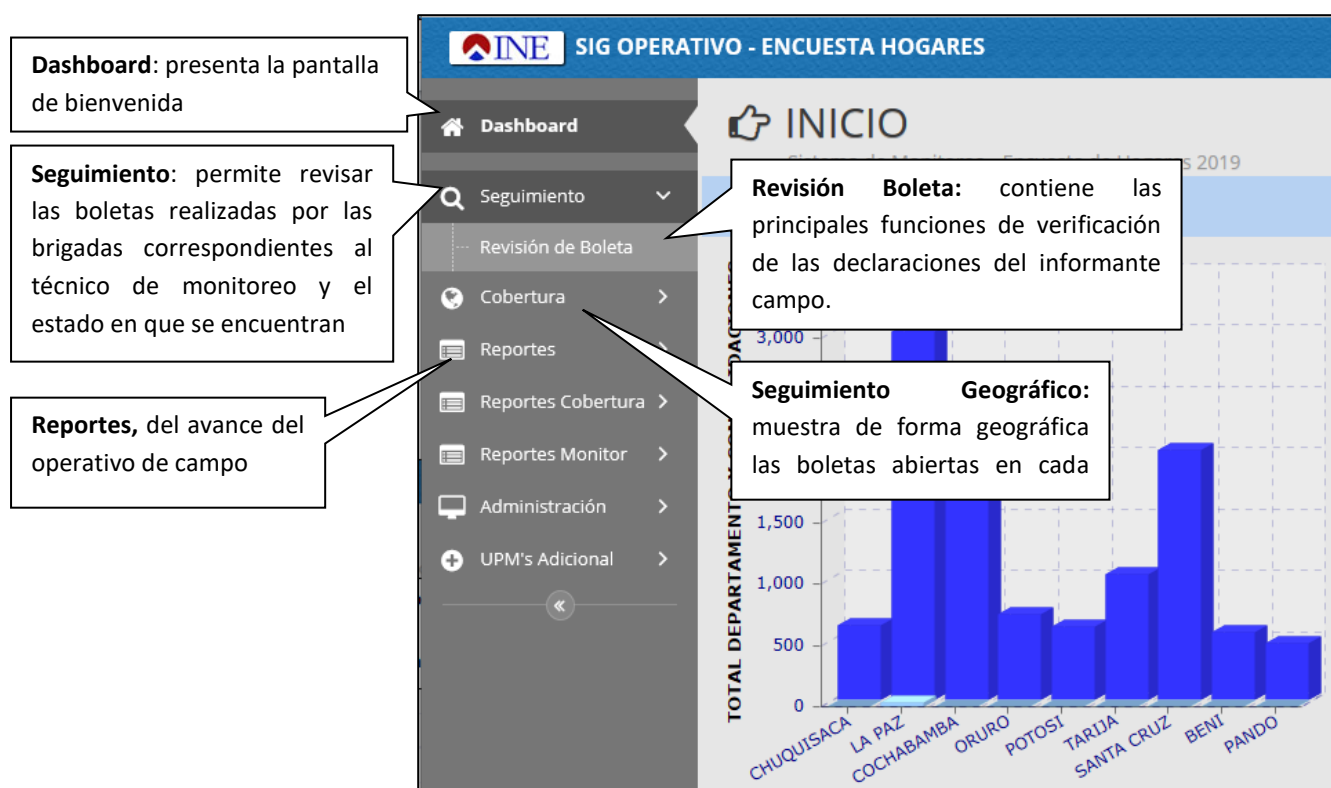 INE SIG OPERATIVO - ENCUESTA HOGARES
Dashboard: presenta la pantalla
de bienvenida
Seguimiento: permite revisar
las boletas realizadas por las
brigadas correspondientes al
técnico de monitoreo y el
estado en que se encuentran
Reportes, del avance del
operativo de campo
Dashboard
Seguimiento
Revisión de Boleta
Cobertura
Reportes
Reportes Cobertura
Reportes Monitor
Administración
UPM's Adicional
INICIO
s 2019
Revisión Boleta: contiene las
principales funciones de verificación
de las declaraciones del informante
campo.
Seguimiento Geográfico:
muestra de forma geográfica
las boletas abiertas en cada
TOTAL DEPARTAMENTO Y
3,000
1,500
1,000
500
0
CHUQUISACA
LA PAZ
COCHABAMBA
ORURO
POTOSI
TARIJA
SANTA CRUZ
BENI
PANDO